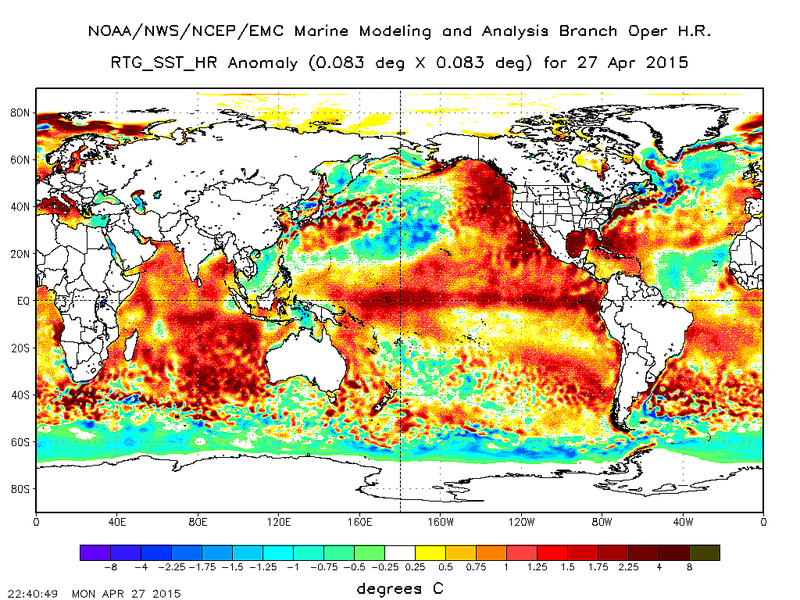 NOAA/NWS/NCEP/EMC Marine Modeling and Analysis Branch Oper H.R.
RTG_SST_HR Anomaly (0.083 deg X 0.083 deg) for 27 Apr 2015
80N
60N
40N
20N
EQ
20S
40S
60S
80S
0 40E 80E 120E 160E 160W 120W 80W 40W 0
-8 -4 -2.25 -1.75 -1.5 -1.25 -1 -0.75 -0.5 -0.25 0.25 0.5 0.75 1 1.25 1.5 1.75 2.25 4 8
degrees C
22:40:49 MON APR 27 2015